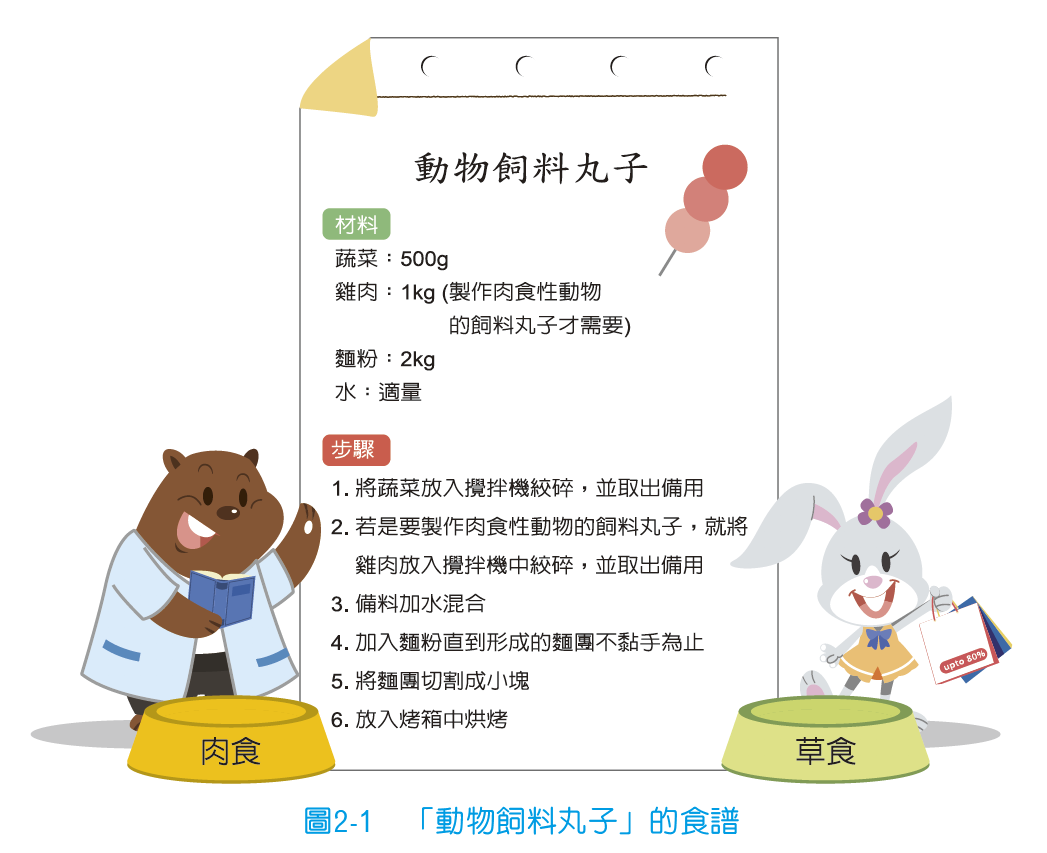 動物飼料丸子
材料
蔬菜：500g
雞肉：1kg (製作肉食性動物
的飼料丸子才需要)
麵粉：2kg
水：適量
步驟
1. 將蔬菜放入攪拌機絞碎，並取出備用
2. 若是要製作肉食性動物的飼料丸子，就將
雞肉放入攪拌機中絞碎，並取出備用
3. 備料加水混合
4. 加入麵粉直到形成的麵團不黏手為止
5. 將麵團切割成小塊
6. 放入烤箱中烘烤
upto 80%
肉食
草食
圖2-1　「動物飼料丸子」的食譜